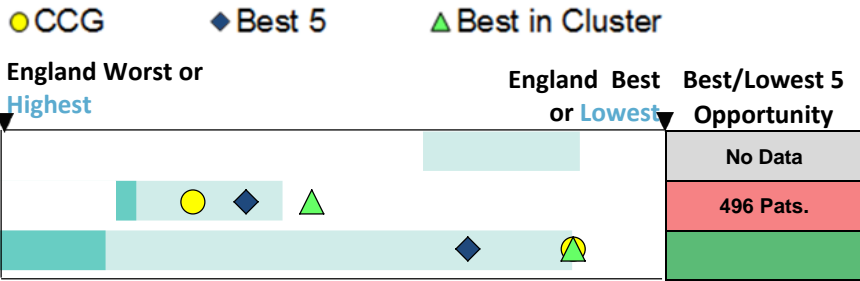 CCG Best 5 Best in Cluster
England Worst or
Highest
England Best
or Lowest
Best/Lowest 5
Opportunity
No Data
496 Pats.